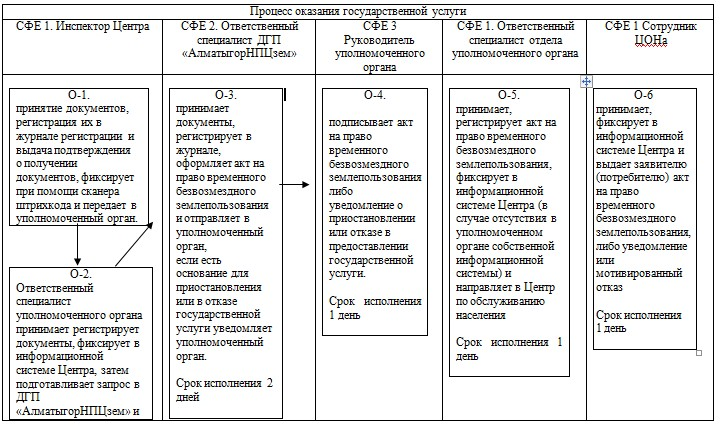 Процесс оказания государственной услуги
СФЕ 1. Инспектор Центра
СФЕ 2. Ответственный
специалист ДГП
«АлматыгорНПЦзем»
СФЕ 3
Руководитель
уполномоченного
органа
СФЕ 1. Ответственный
специалист отдела
уполномоченного органа
СФЕ 1 Сотрудник
ЦОНа
О-1.
принятие документов,
регистрация их в
журнале регистрации и
выдача подтверждения
о получении
документов, фиксирует
при помощи сканера
штрихкода и передает в
уполномоченный орган.
О-2.
Ответственный
специалист
уполномоченного органа
принимает регистрирует
документы, фиксирует в
информационной
системе Центра, затем
подготавливает запрос в
ДГП
«АлматыгорНПЦзем» и
О-3.
принимает
документы,
регистрирует в
журнале,
оформляет акт на
право временного
безвозмездного
землепользования
и отправляет в
уполномоченный
орган,
если есть
основание для
приостановления
или в отказе
государственной
услуги уведомляет
уполномоченный
орган.
Срок исполнения 2
дней
О-4.
подписывает акт
на право
временного
безвозмездного
землепользования
либо
уведомление о
приостановлении
или отказе в
предоставлении
государственной
услуги.
Срок исполнения
1 день
О-5.
принимает,
регистрирует акт на
право временного
безвозмездного
землепользования,
фиксирует в
информационной
системе Центра (в
случае отсутствия в
уполномоченном
органе собственной
информационной
системы) и
направляет в Центр
по обслуживанию
населения
Срок исполнения 1
день
О-6
принимает,
фиксирует в
информационной
системе Центра и
выдает заявителю
(потребителю) акт
на право
временного
безвозмездного
землепользования,
либо уведомление
или
мотивированный
отказ
Срок исполнения
1 день